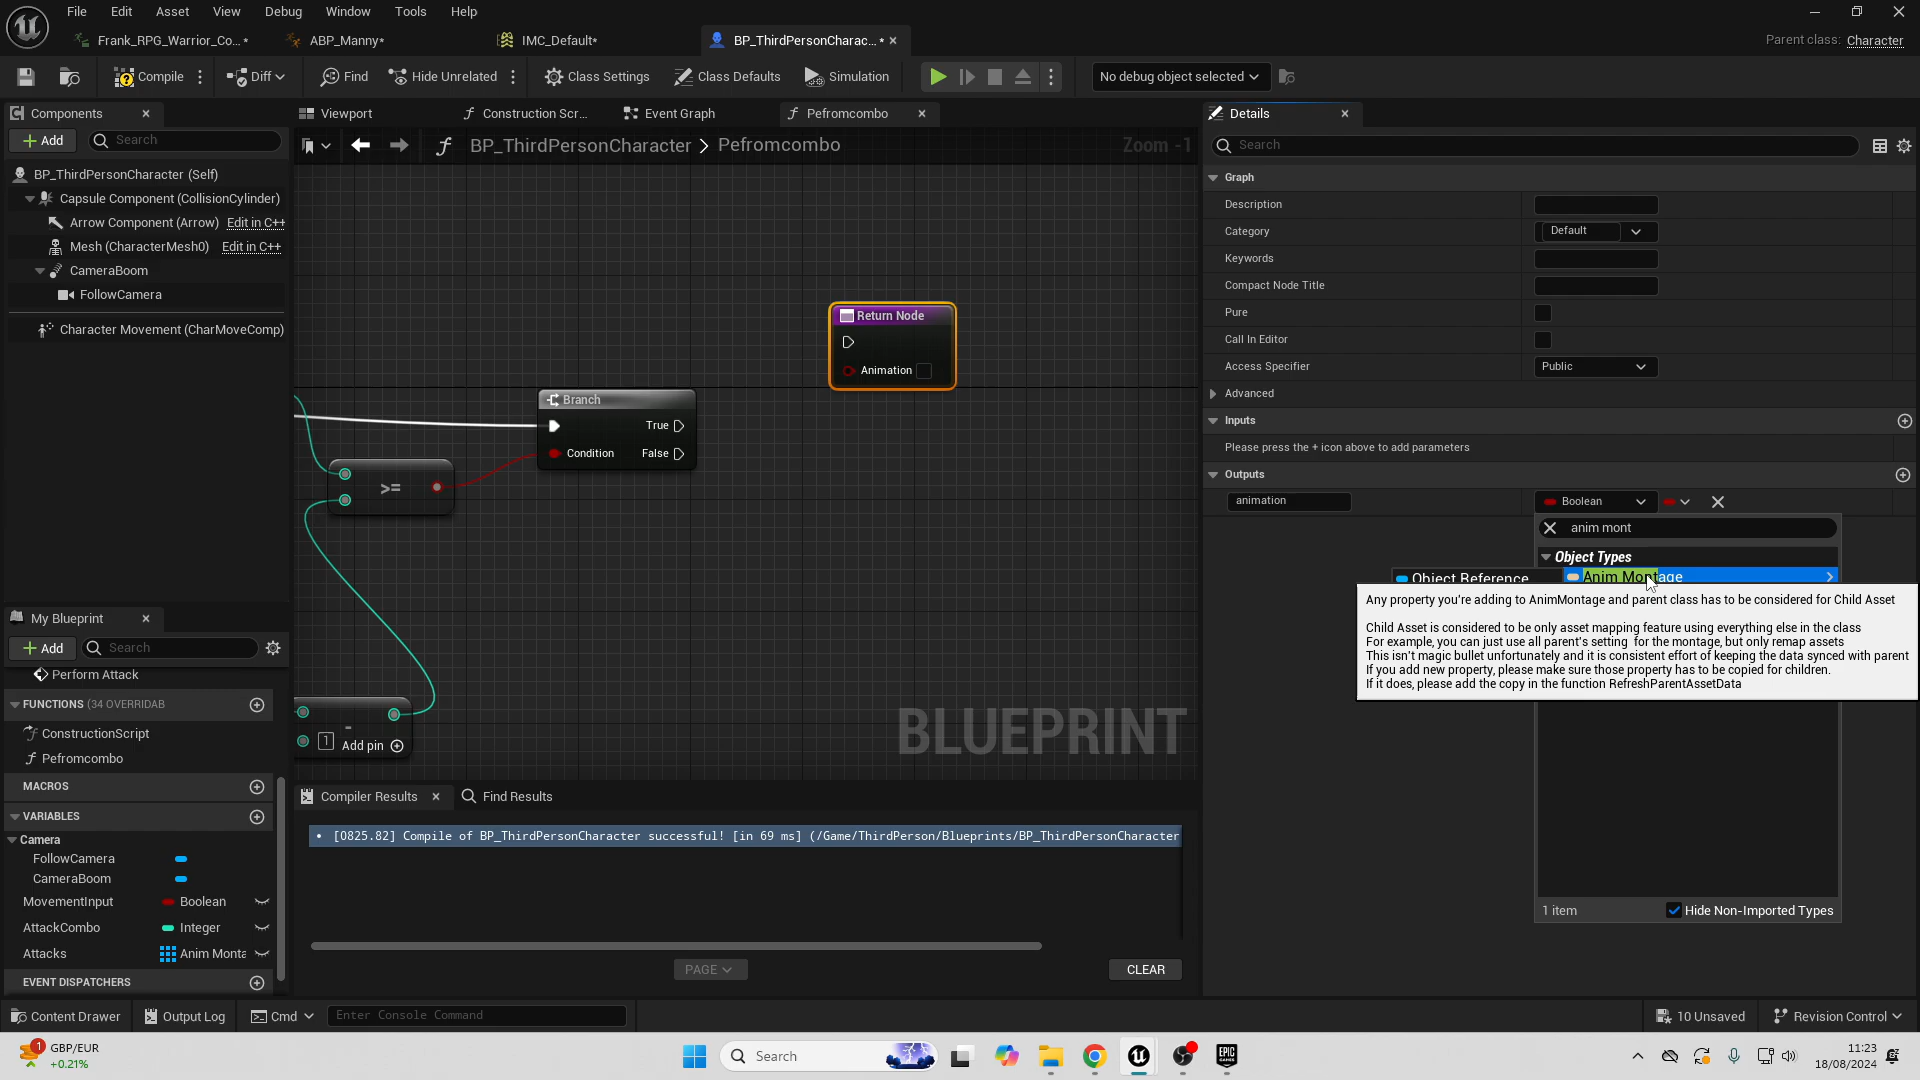 File Edit Asset View Debug Window Tools Help
Frank_RPG_Warrior_Co...* ABP_Manny* IMC_Default* BP_ThirdPersonCharac...* Parent class: Character
Compile Diff Find Hide Unrelated Class Settings Class Defaults Simulation No debug object selected
Components Viewport Construction Scr... Event Graph Pefromcombo Details
Add Search BP_ThirdPersonCharacter > Pefromcombo Zoom -1 Search
BP_ThirdPersonCharacter (Self) Graph
Capsule Component (CollisionCylinder) Description
Arrow Component (Arrow) Edit in C++ Category Default
Mesh (CharacterMesh0) Edit in C++ Keywords
CameraBoom Compact Node Title
FollowCamera Return Node Pure
Character Movement (CharMoveComp) Call In Editor
Animation Access Specifier Public
Branch Advanced
True Inputs
Condition False Please press the + icon above to add parameters
>= Outputs
animation Boolean
anim mont
Object Types
Object Reference Anim Montage
Any property you're adding to AnimMontage and parent class has to be considered for Child Asset
Child Asset is considered to be only asset mapping feature using everything else in the class
For example, you can just use all parent's setting for the montage, but only remap assets
This isn't magic bullet unfortunately and it is consistent effort of keeping the data synced with parent
If you add new property, please make sure those property has to be copied for children.
If it does, please add the copy in the function RefreshParentAssetData
My Blueprint
Add Search
Perform Attack
FUNCTIONS (34 OVERRIDAB
ConstructionScript - BLUEPRINT
Pefromcombo 1 Add pin
MACROS Compiler Results Find Results
VARIABLES
Camera [0825.82] Compile of BP_ThirdPersonCharacter successful! [in 69 ms] (/Game/ThirdPerson/Blueprints/BP_ThirdPersonCharacter
FollowCamera
CameraBoom
MovementInput Boolean 1 item Hide Non-Imported Types
AttackCombo Integer
Attacks Anim Monta
PAGE CLEAR
EVENT DISPATCHERS
Content Drawer Output Log Cmd Enter Console Command 10 Unsaved Revision Control
1 GBP/EUR
+0.21%
Search
EPIC
GAMES
11:23
18/08/2024